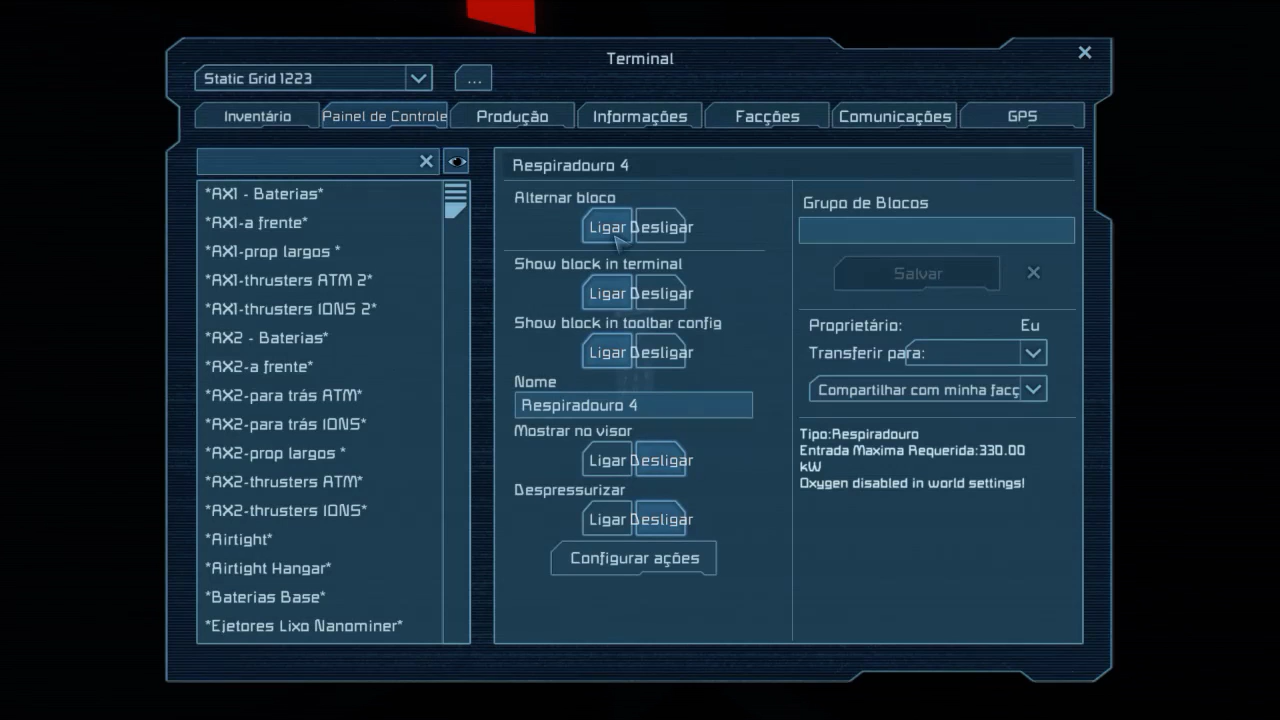 Terminal
Static Grid 1223
...
Inventário
Painel de Controle
Produção
Informações
Facções
Comunicações
GPS
*AX1 - Baterias*
*AX1-a frente*
*AX1-prop largos *
*AX1-thrusters ATM 2*
*AX1-thrusters IONS 2*
*AX2 - Baterias*
*AX2-a frente*
*AX2-para trás ATM*
*AX2-para trás IONS*
*AX2-prop largos *
*AX2-thrusters ATM*
*AX2-thrusters IONS*
*Airtight*
*Airtight Hangar*
*Baterias Base*
*Ejetores Lixo Nanominer*
Respiradouro 4
Alternar bloco
Ligar Desligar
Show block in terminal
Ligar Desligar
Show block in toolbar config
Ligar Desligar
Nome
Respiradouro 4
Mostrar no visor
Ligar Desligar
Despressurizar
Ligar Desligar
Configurar ações
Grupo de Blocos
Salvar
Proprietário: Eu
Transferir para:
Compartilhar com minha facç
Tipo:Respiradouro
Entrada Maxima Requerida:330.00
kW
Oxygen disabled in world settings!